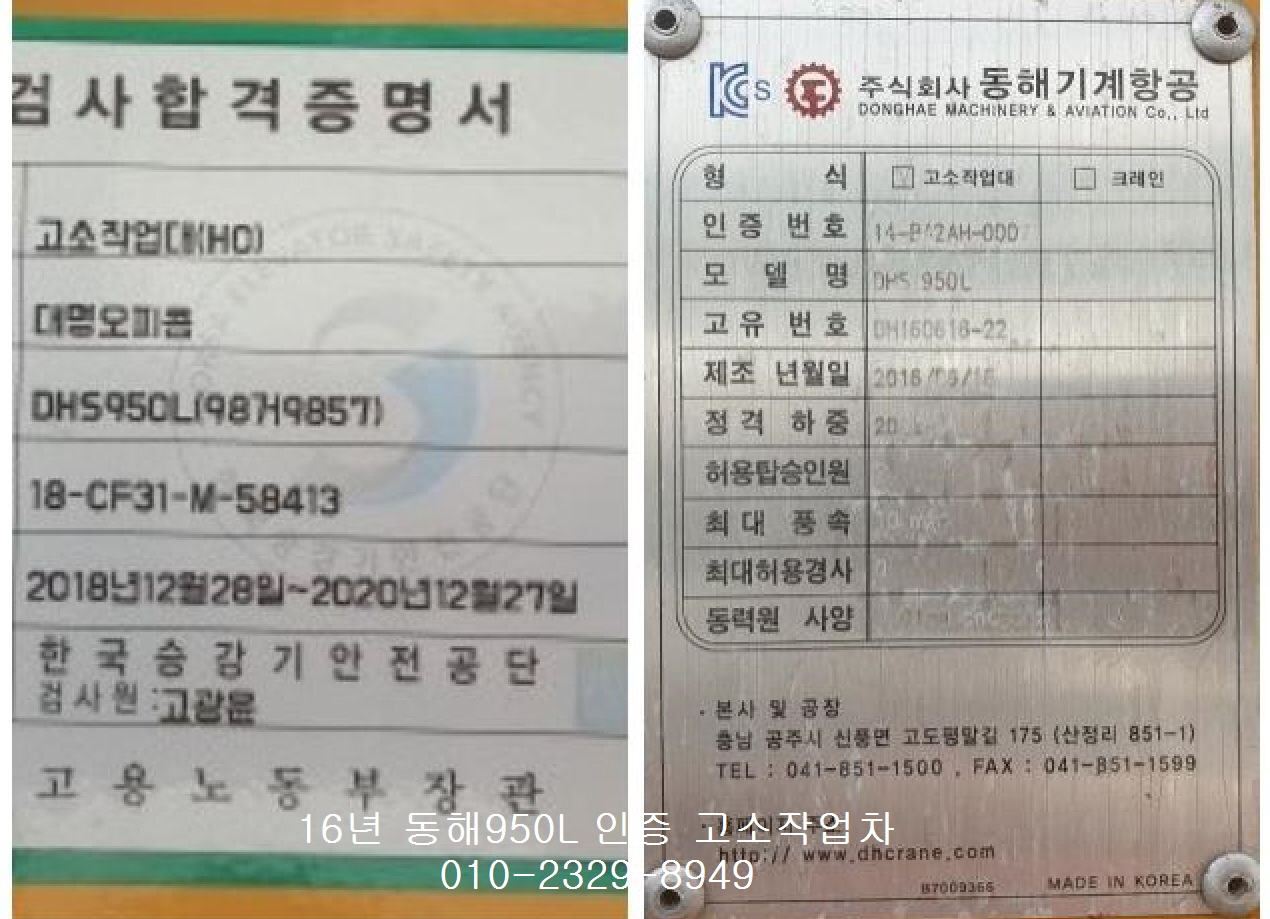 검사합격증명서
고소작업대(HO)
대명오피콤
DHS950L(98거9857)
18-CF31-M-58413
2018년12월28일~2020년12월27일
한국승강기안전공단
검사원:고광윤
고용노동부장관
KCs 주식회사 동해기계항공
DONGHAE MACHINERY & AVIATION Co., Ltd
형 식 고소작업대 크레인
인증 번호
모 델 명 DHS 950L
고유 번호 DH160616-22
제조 년월일
정격 하중
허용탑승인원
최대 풍속
최대허용경사
동력원 사양
· 본사 및 공장
충남 공주시 신풍면 고도평말길 175 (산정리 851-1)
TEL : 041-851-1500 , FAX : 041-851-1599
http:// www.dhcrane.com
B7009366 MADE IN KOREA
16년 동해950L 인증 고소작업차
010-2329-8949